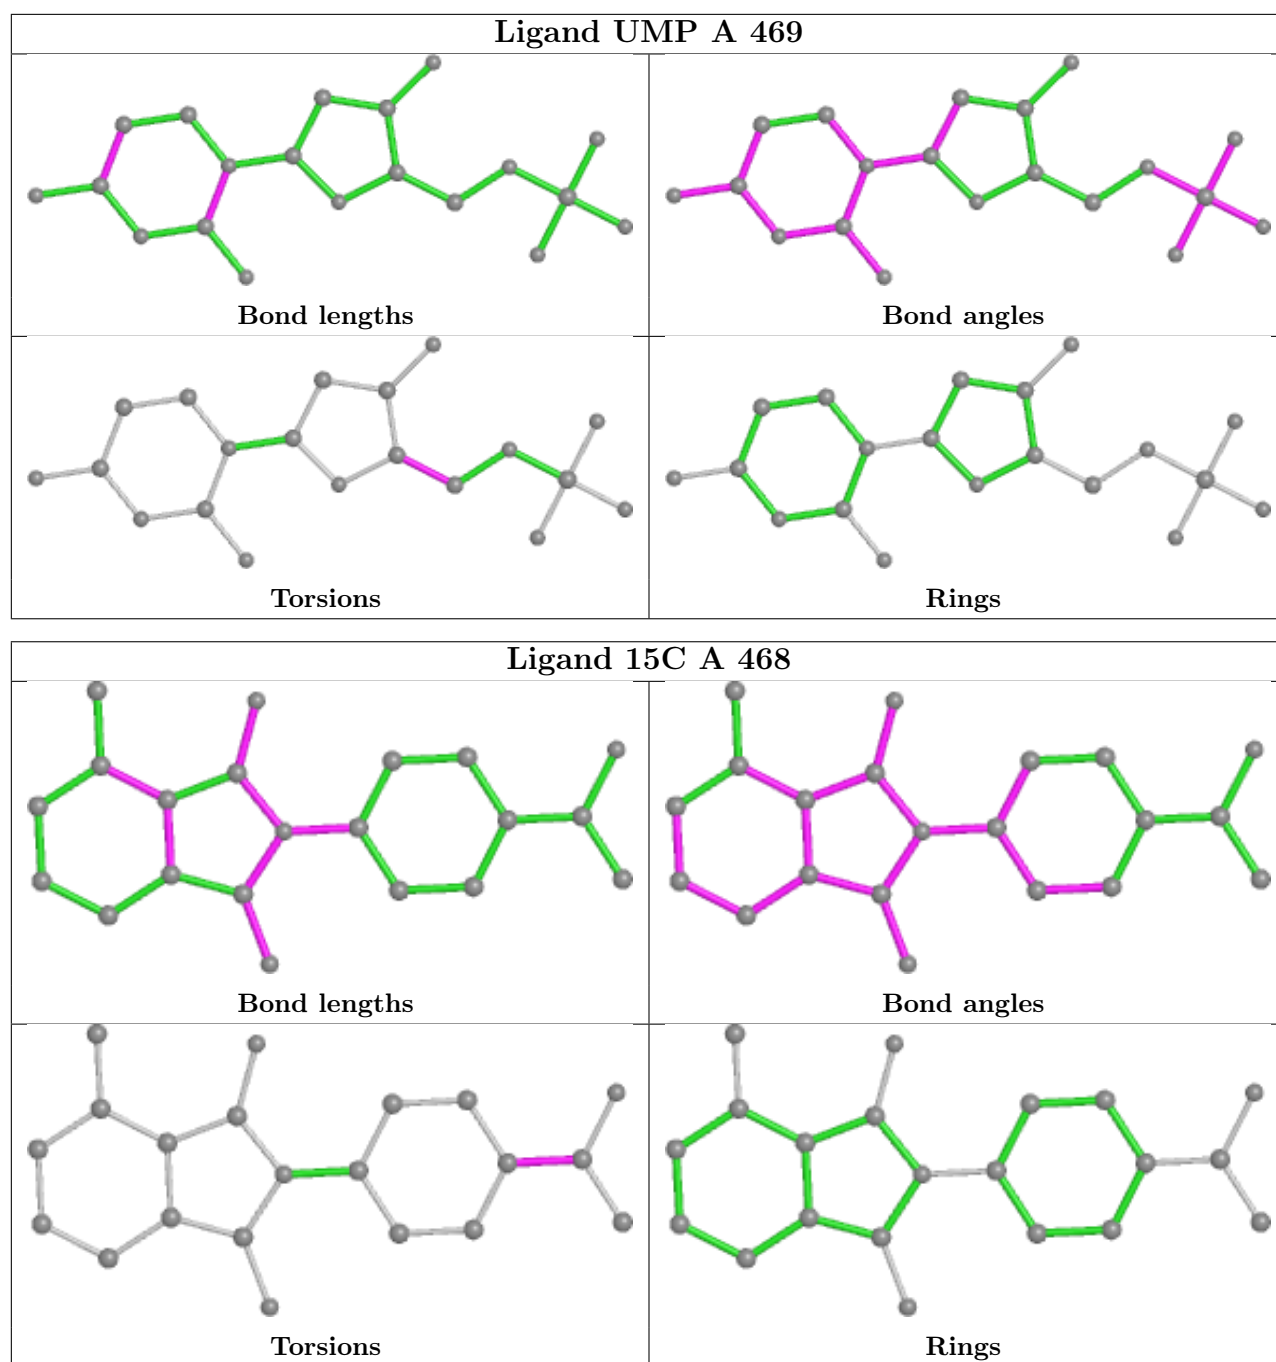 Ligand UMP A 469
Bond lengths
Bond angles
Torsions
Rings
Ligand 15C A 468
Bond lengths
Bond angles
Torsions
Rings